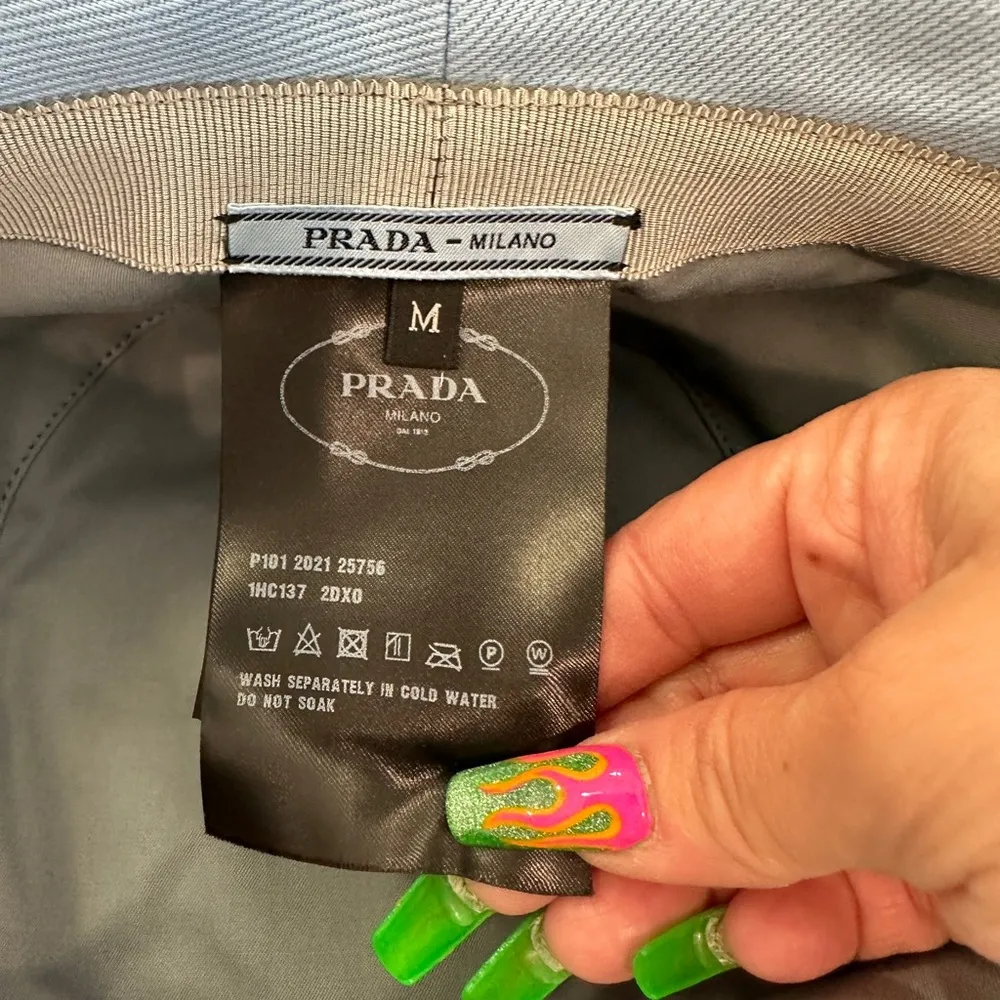 PRADA - MILANO
M
PRADA
MILANO
DAL 1913
P101 2021 25756
1HC137 2DX0
P W
WASH SEPARATELY IN COLD WATER
DO NOT SOAK